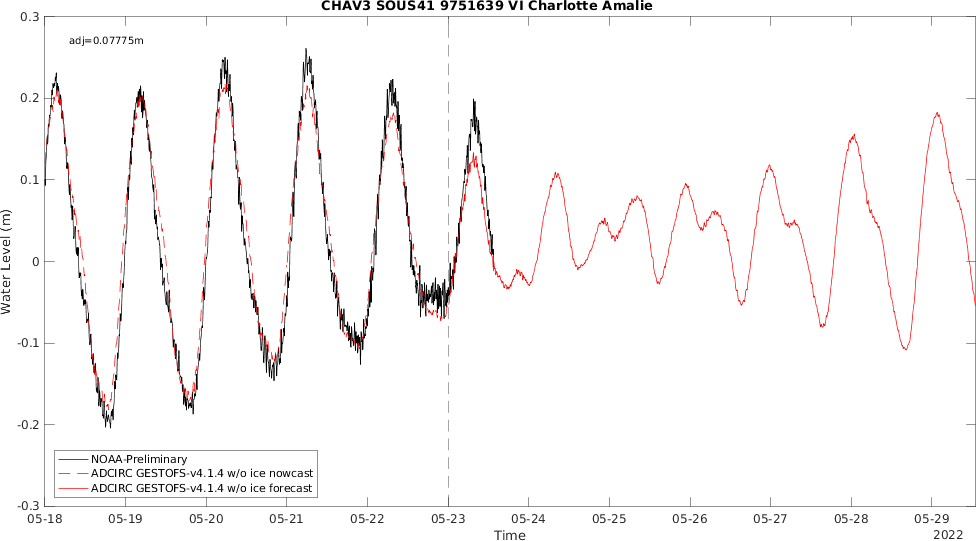 CHAV3 SOUS41 9751639 VI Charlotte Amalie
adj=0.07775m
0.3
0.2
0.1
0
-0.1
-0.2
-0.3
Water Level (m)
NOAA-Preliminary
ADCIRC GESTOFS-v4.1.4 w/o ice nowcast
ADCIRC GESTOFS-v4.1.4 w/o ice forecast
05-18 05-19 05-20 05-21 05-22 05-23 05-24 05-25 05-26 05-27 05-28 05-29
Time
2022